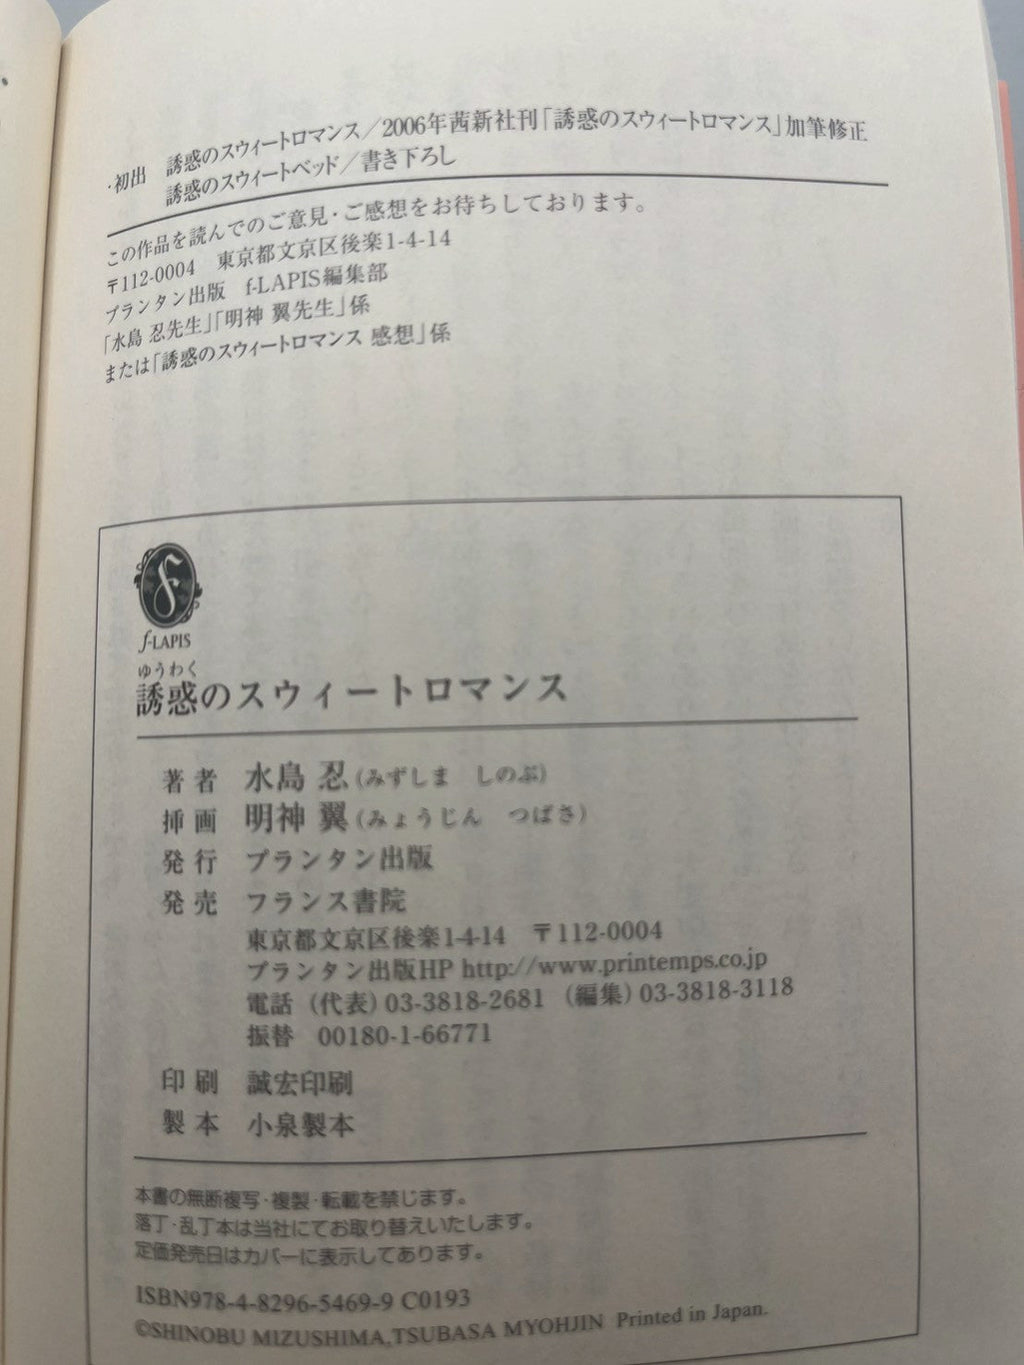 ・初出　誘惑のスウィートロマンス／2006年茜新社刊「誘惑のスウィートロマンス」加筆修正
誘惑のスウィートベッド／書き下ろし
この作品を読んでのご意見・ご感想をお待ちしております。
〒112-0004　東京都文京区後楽1-4-14
プランタン出版　f-LAPIS編集部
「水島 忍先生」「明神 翼先生」係
または「誘惑のスウィートロマンス 感想」係
f
f-LAPIS
ゆうわく
誘惑のスウィートロマンス
著者　水島 忍(みずしま　しのぶ)
挿画　明神 翼(みょうじん　つばさ)
発行　プランタン出版
発売　フランス書院
東京都文京区後楽1-4-14　〒112-0004
プランタン出版HP http://www.printemps.co.jp
電話（代表）03-3818-2681（編集）03-3818-3118
振替　00180-1-66771
印刷　誠宏印刷
製本　小泉製本
本書の無断複写・複製・転載を禁じます。
落丁・乱丁本は当社にてお取り替えいたします。
定価発売日はカバーに表示してあります。
ISBN978-4-8296-5469-9 C0193
©SHINOBU MIZUSHIMA,TSUBASA MYOHJIN Printed in Japan.